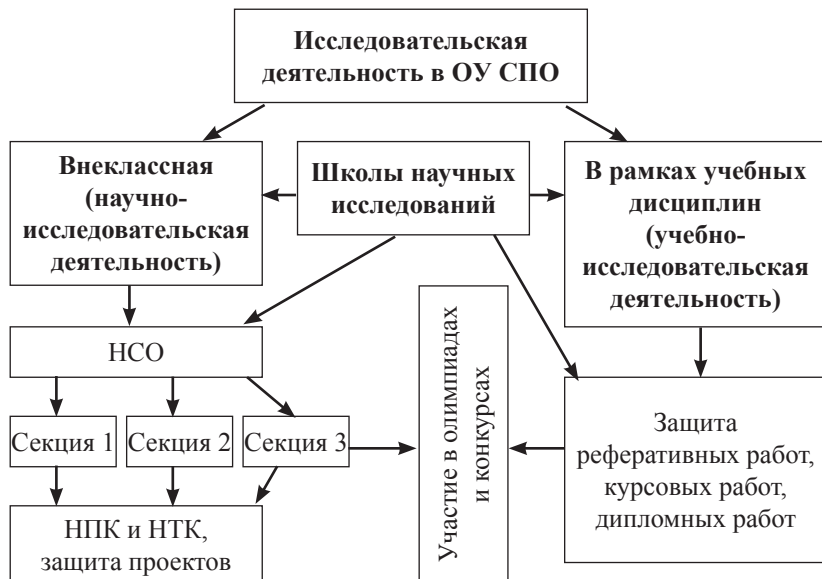 Исследовательская
деятельность в ОУ СПО
Внеклассная
(научно-
исследовательская
деятельность)
Школы научных
исследований
В рамках учебных
дисциплин
(учебно-
исследовательская
деятельность)
НСО
Секция 1
Секция 2
Секция 3
Участие в олимпиадах
и конкурсах
Защита
реферативных работ,
курсовых работ,
дипломных работ
НПК и НТК,
защита проектов